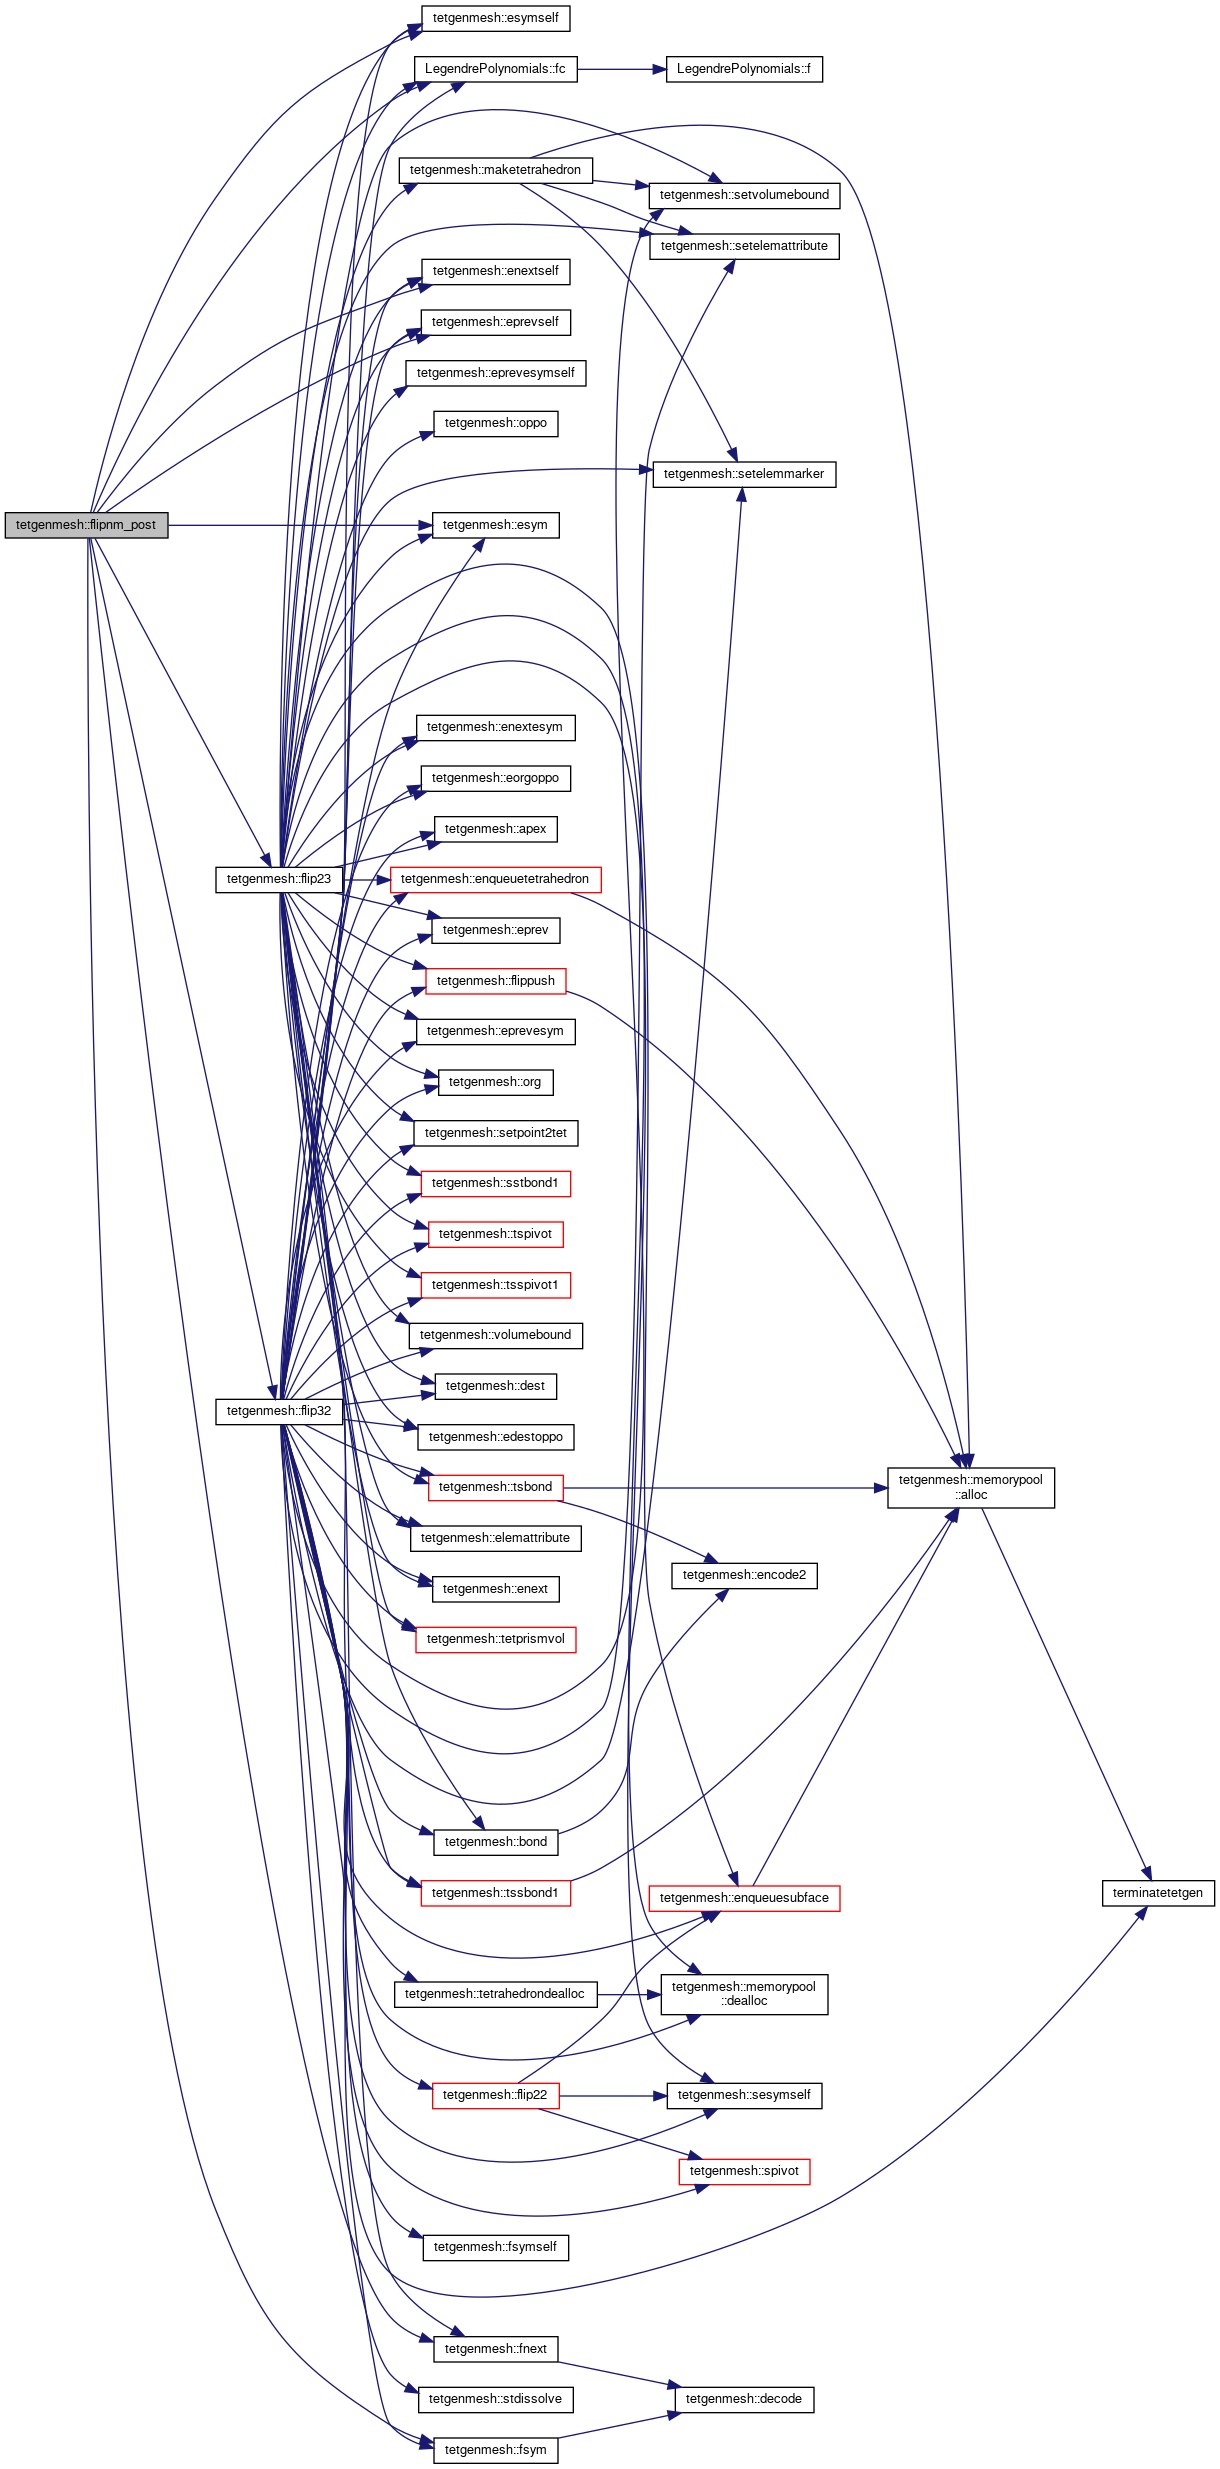 tetgenmesh::esymself
LegendrePolynomials::fc
LegendrePolynomials::f
tetgenmesh::maketetrahedron
tetgenmesh::setvolumebound
tetgenmesh::setelemattribute
tetgenmesh::enextself
tetgenmesh::eprevself
tetgenmesh::eprevesymself
tetgenmesh::oppo
tetgenmesh::setelemmarker
tetgenmesh::flipnm_post
tetgenmesh::esym
tetgenmesh::enextesym
tetgenmesh::eorgoppo
tetgenmesh::apex
tetgenmesh::flip23
tetgenmesh::enqueuetetrahedron
tetgenmesh::eprev
tetgenmesh::flippush
tetgenmesh::eprevesym
tetgenmesh::org
tetgenmesh::setpoint2tet
tetgenmesh::sstbond1
tetgenmesh::tspivot
tetgenmesh::tsspivot1
tetgenmesh::volumebound
tetgenmesh::dest
tetgenmesh::flip32
tetgenmesh::edestoppo
tetgenmesh::tsbond
tetgenmesh::memorypool
::alloc
tetgenmesh::elemattribute
tetgenmesh::encode2
tetgenmesh::enext
tetgenmesh::tetprismvol
tetgenmesh::bond
tetgenmesh::tssbond1
tetgenmesh::enqueuesubface
terminatetetgen
tetgenmesh::tetrahedrondealloc
tetgenmesh::memorypool
::dealloc
tetgenmesh::flip22
tetgenmesh::sesymself
tetgenmesh::spivot
tetgenmesh::fsymself
tetgenmesh::fnext
tetgenmesh::stdissolve
tetgenmesh::decode
tetgenmesh::fsym